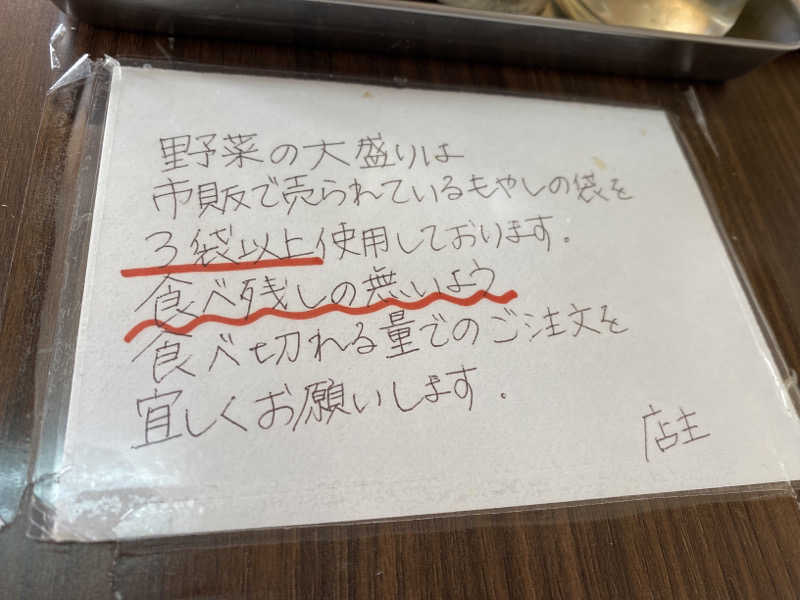 野菜の大盛りは
市販で売られているもやしの袋を
3袋以上使用しております。
食べ残しの無いよう
食べ切れる量でのご注文を
宜しくお願いします。
店主